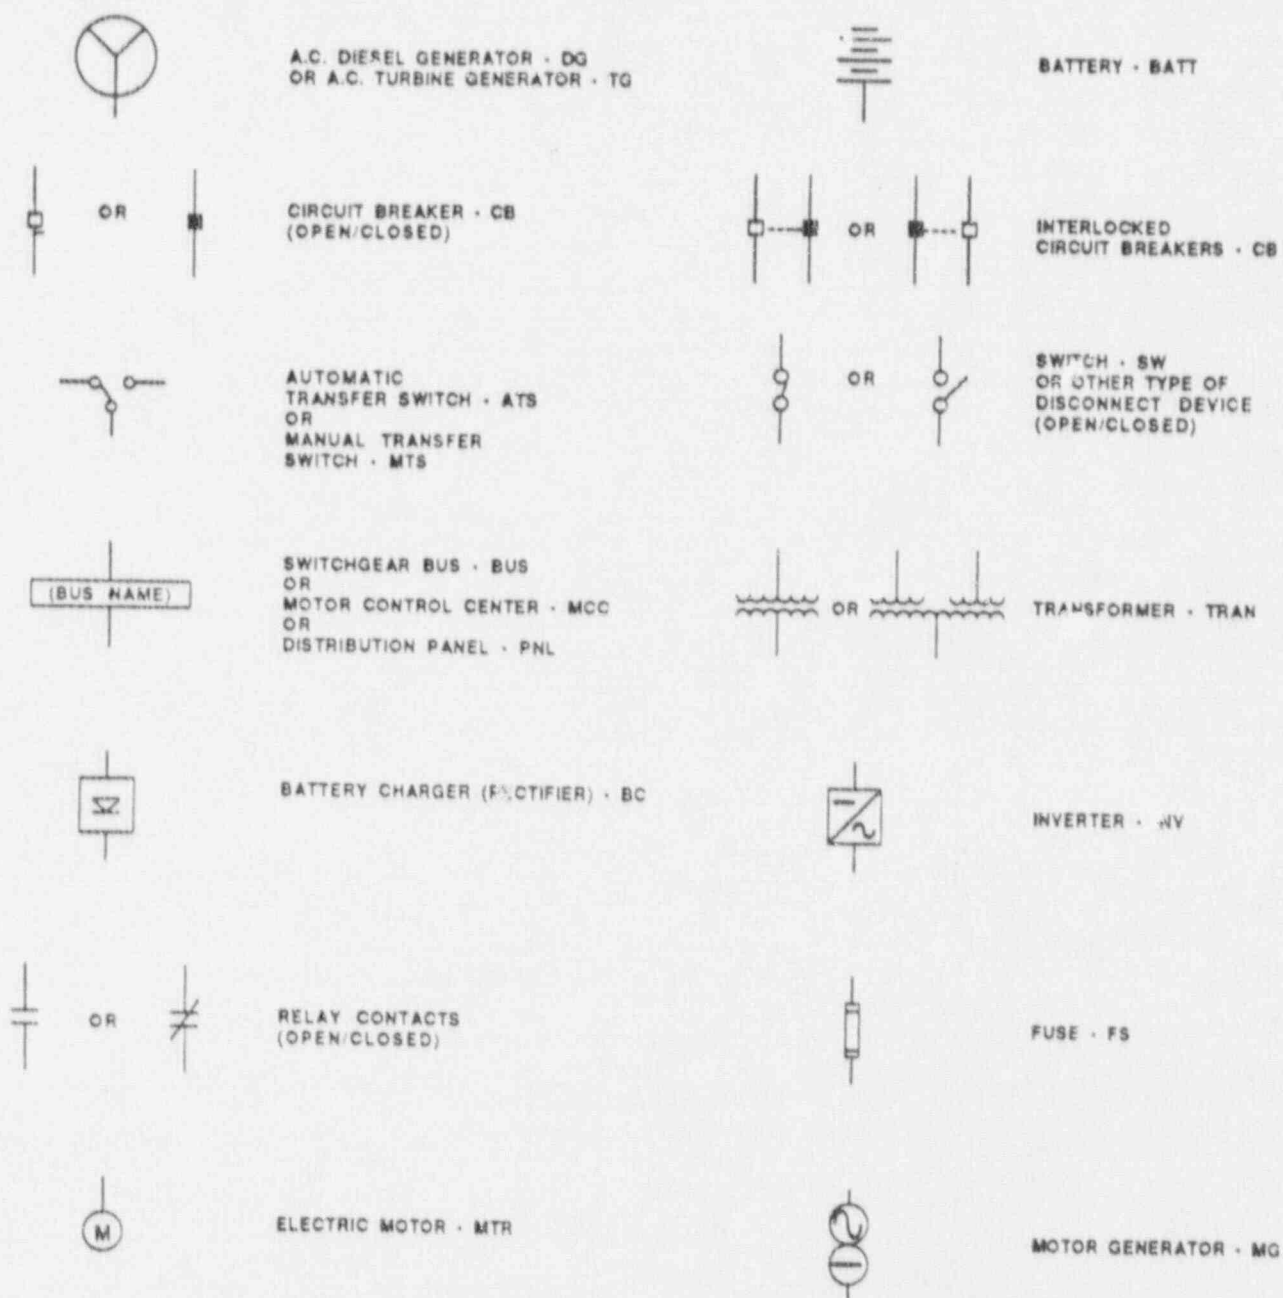 A.C. DIESEL GENERATOR - DG
OR A.C. TURBINE GENERATOR - TG
BATTERY - BATT
OR
CIRCUIT BREAKER - CB
(OPEN/CLOSED)
OR
INTERLOCKED
CIRCUIT BREAKERS - CB
AUTOMATIC
TRANSFER SWITCH - ATS
OR
MANUAL TRANSFER
SWITCH - MTS
OR
SWITCH - SW
OR OTHER TYPE OF
DISCONNECT DEVICE
(OPEN/CLOSED)
(BUS NAME)
SWITCHGEAR BUS - BUS
OR
MOTOR CONTROL CENTER - MCC
OR
DISTRIBUTION PANEL - PNL
OR
TRANSFORMER - TRAN
BATTERY CHARGER (RECTIFIER) - BC
INVERTER -
OR
RELAY CONTACTS
(OPEN/CLOSED)
FUSE - FS
M
ELECTRIC MOTOR - MTR
MOTOR GENERATOR - MG